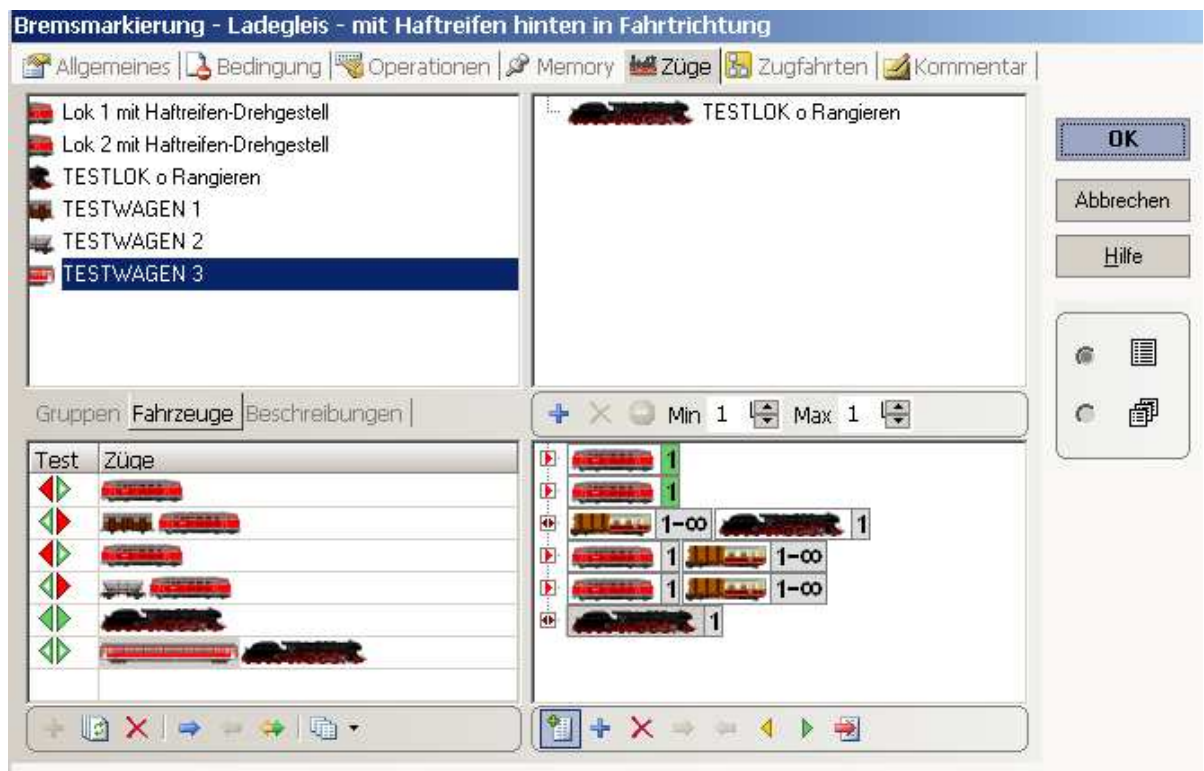 Bremsmarkierung - Ladegleis - mit Haftreifen hinten in Fahrtrichtung
Allgemeines Bedingung Operationen Memory Züge Zugfahrten Kommentar
Lok 1 mit Haftreifen-Drehgestell
Lok 2 mit Haftreifen-Drehgestell
TESTLOK o Rangieren
TESTWAGEN 1
TESTWAGEN 2
TESTWAGEN 3
TESTLOK o Rangieren
OK
Abbrechen
Hilfe
Gruppen Fahrzeuge Beschreibungen
Min 1 Max 1
Test Züge
1
1
1-∞ 1
1 1-∞
1 1-∞
1